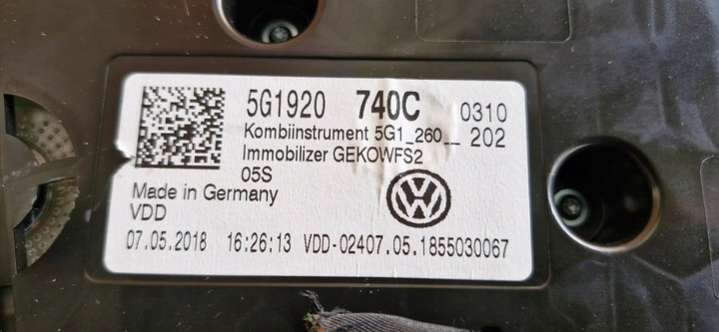 5G1920 740C 0310
Kombiinstrument 5G1_260__ 202
Immobilizer GEKOWFS2
05S
Made in Germany
VDD
07.05.2018 16:26:13 VDD-02407.05.1855030067